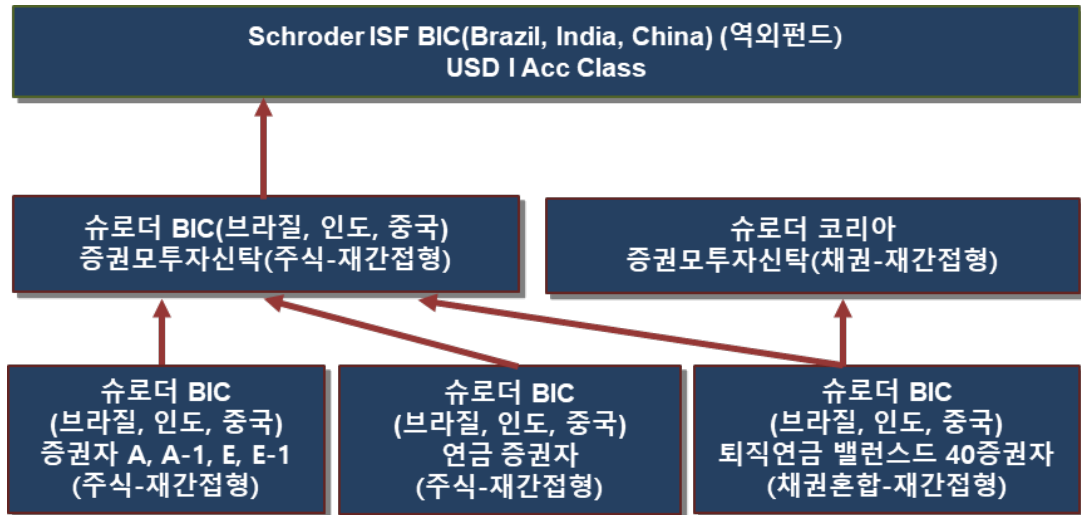 Schroder ISF BIC(Brazil, India, China) (역외펀드)
USD I Acc Class
슈로더 BIC(브라질, 인도, 중국)
증권모투자신탁(주식-재간접형)
슈로더 코리아
증권모투자신탁(채권-재간접형)
슈로더 BIC
(브라질, 인도, 중국)
증권자 A, A-1, E, E-1
(주식-재간접형)
슈로더 BIC
(브라질, 인도, 중국)
연금 증권자
(주식-재간접형)
슈로더 BIC
(브라질, 인도, 중국)
퇴직연금 밸런스드 40증권자
(채권혼합-재간접형)